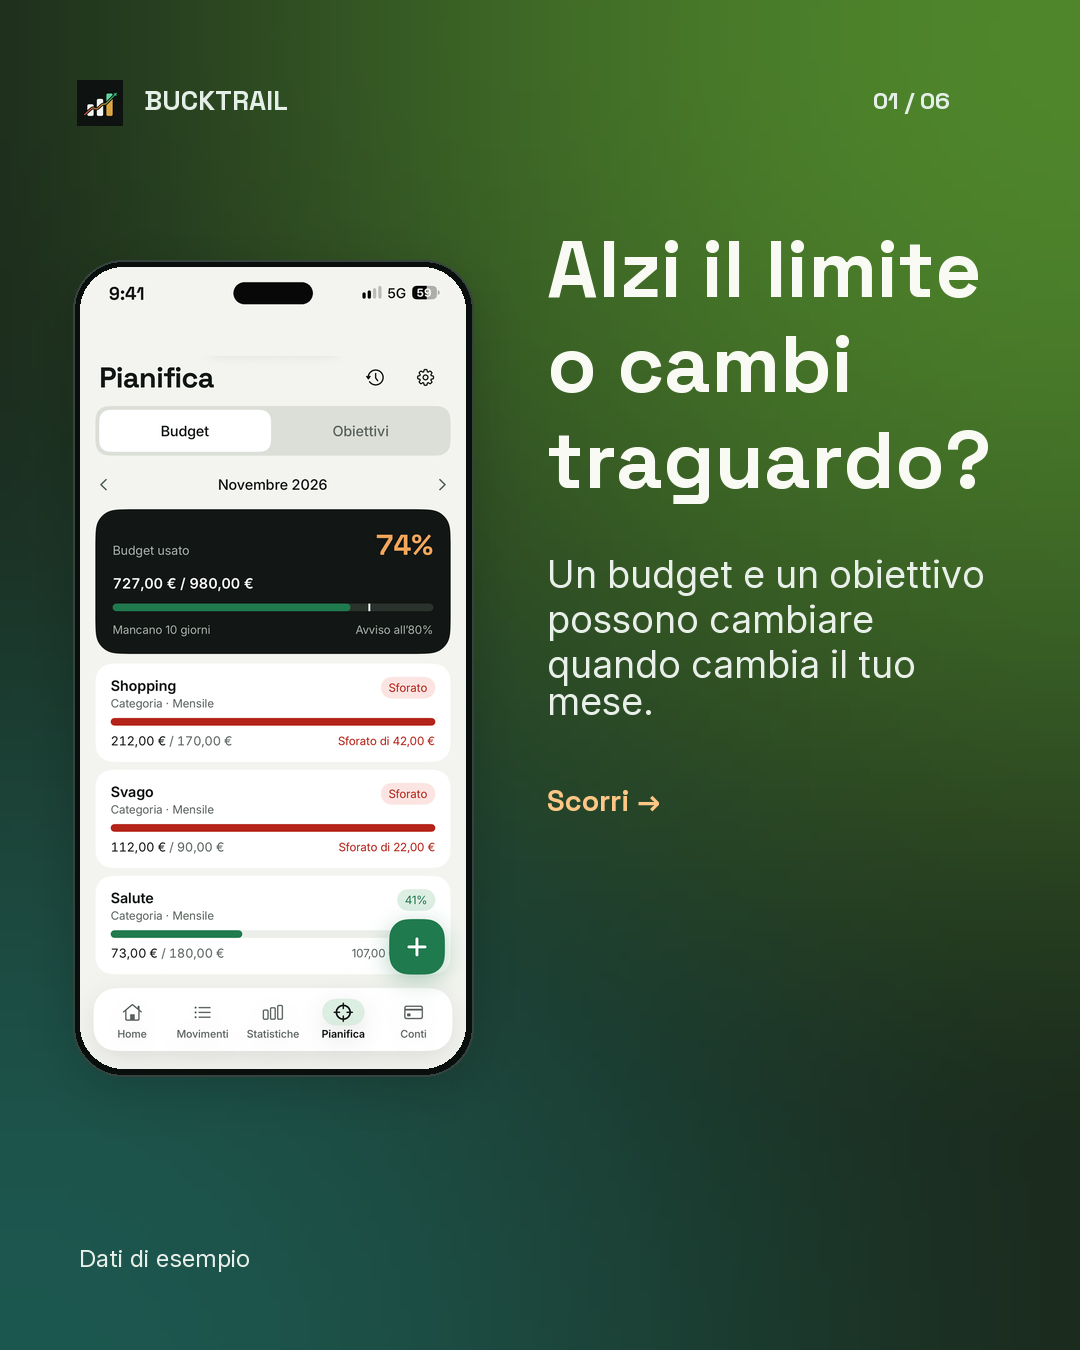 BUCKTRAIL
01 / 06
Alzi il limite
o cambi
traguardo?
Un budget e un obiettivo
possono cambiare
quando cambia il tuo
mese.
Scorri →
9:41
5G 59
Pianifica
Budget
Obiettivi
Novembre 2026
Budget usato
74%
727,00 € / 980,00 €
Mancano 10 giorni
Avviso all'80%
Shopping
Sforato
Categoria · Mensile
212,00 € / 170,00 €
Sforato di 42,00 €
Svago
Sforato
Categoria · Mensile
112,00 € / 90,00 €
Sforato di 22,00 €
Salute
41%
Categoria · Mensile
73,00 € / 180,00 €
107,00
+
Home
Movimenti
Statistiche
Pianifica
Conti
Dati di esempio